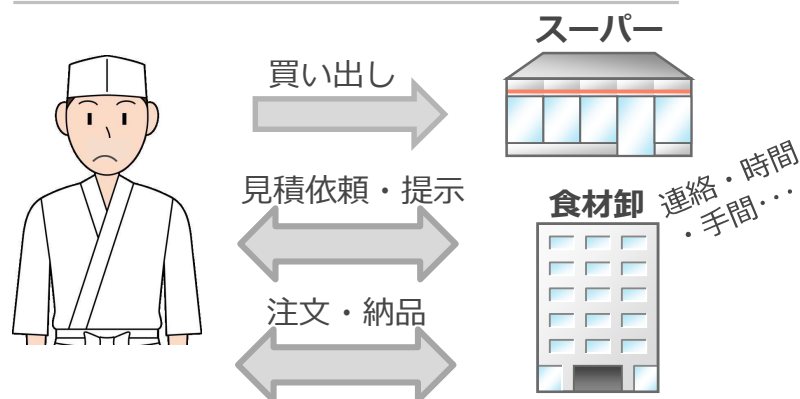 スーパー
買い出し
見積依頼・提示
食材卸
連絡・時間
・手間･･･
注文・納品